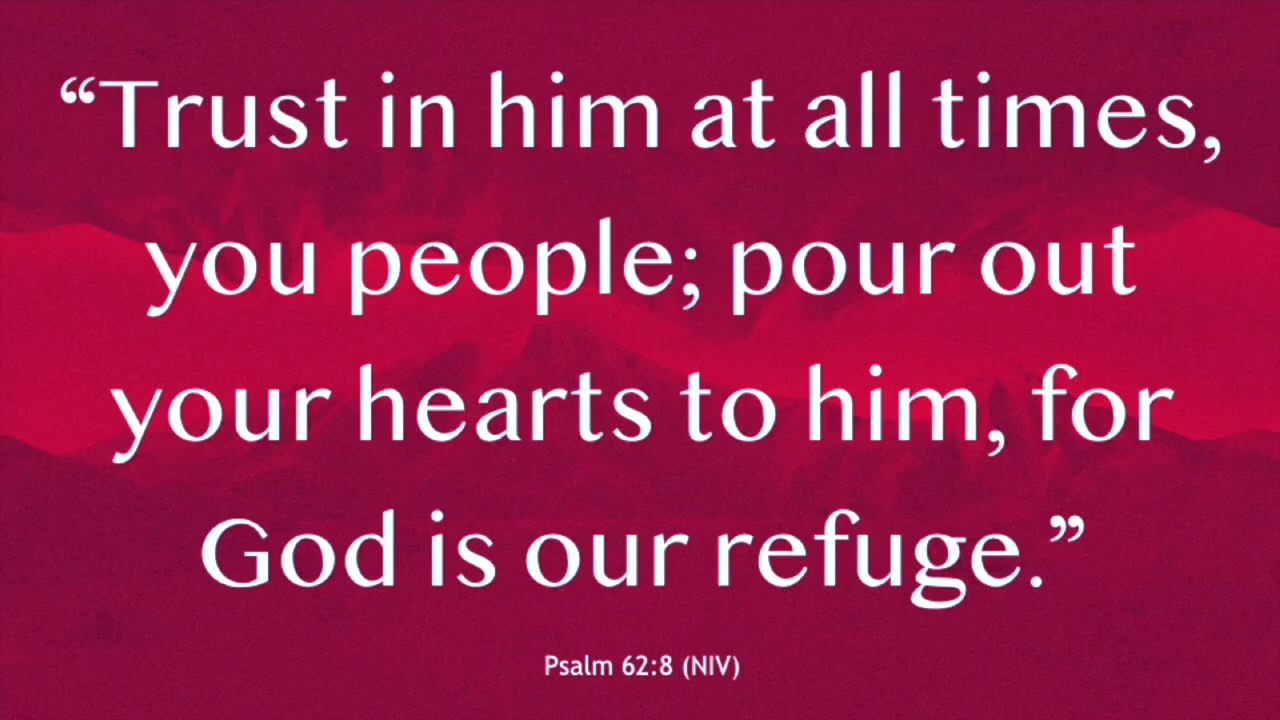 “Trust in him at all times,
you people; pour out
your hearts to him, for
God is our refuge.”
Psalm 62:8 (NIV)